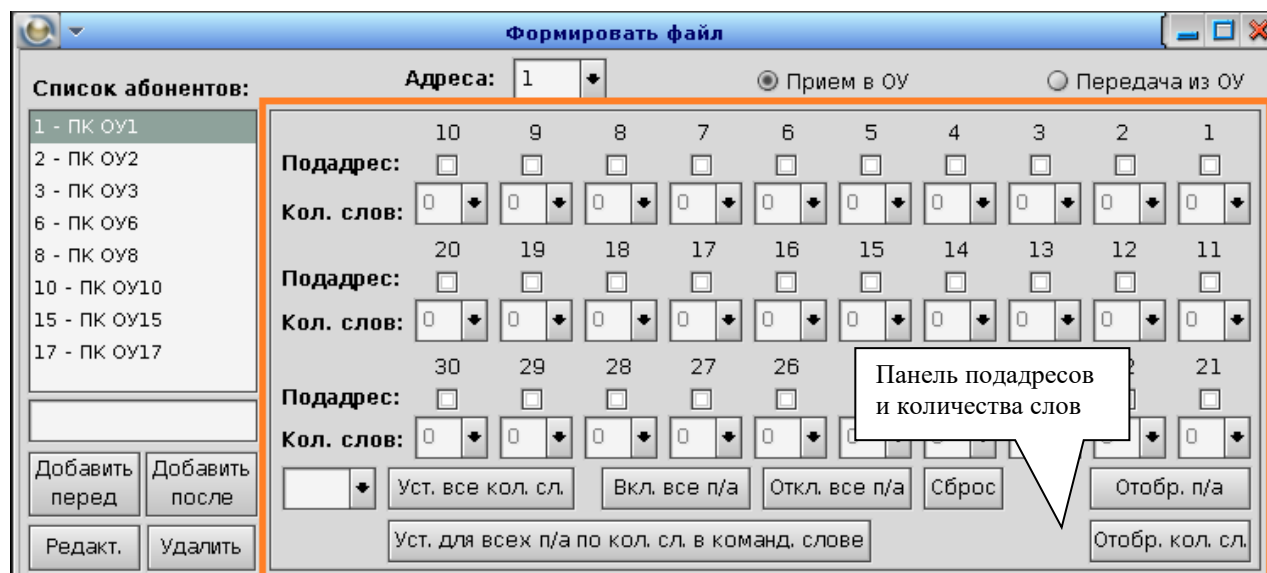 Формировать файл
Список абонентов:
Адреса: 1 Прием в ОУ Передача из ОУ
1 - ПК ОУ1
2 - ПК ОУ2
3 - ПК ОУ3
6 - ПК ОУ6
8 - ПК ОУ8
10 - ПК ОУ10
15 - ПК ОУ15
17 - ПК ОУ17
Добавить перед
Добавить после
Редакт.
Удалить
10 9 8 7 6 5 4 3 2 1
Подадрес:
Кол. слов: 0 0 0 0 0 0 0 0 0 0
20 19 18 17 16 15 14 13 12 11
Подадрес:
Кол. слов: 0 0 0 0 0 0 0 0 0 0
30 29 28 27 26 21
Подадрес:
Кол. слов: 0 0 0 0 0 0 0
Панель подадресов
и количества слов
Уст. все кол. сл. Вкл. все п/а Откл. все п/а Сброс Отобр. п/а
Уст. для всех п/а по кол. сл. в команд. слове Отобр. кол. сл.